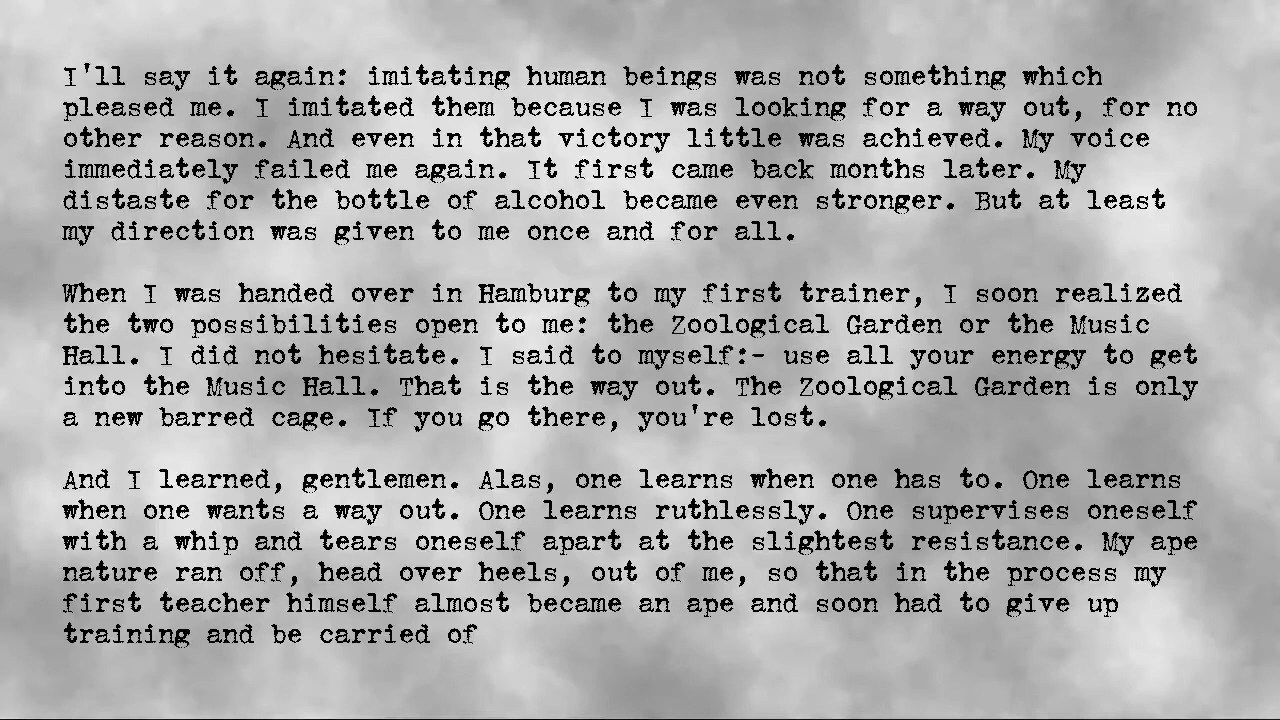 I'll say it again: imitating human beings was not something which
pleased me. I imitated them because I was looking for a way out, for no
other reason. And even in that victory little was achieved. My voice
immediately failed me again. It first came back months later. My
distaste for the bottle of alcohol became even stronger. But at least
my direction was given to me once and for all.

When I was handed over in Hamburg to my first trainer, I soon realized
the two possibilities open to me: the Zoological Garden or the Music
Hall. I did not hesitate. I said to myself:- use all your energy to get
into the Music Hall. That is the way out. The Zoological Garden is only
a new barred cage. If you go there, you're lost.

And I learned, gentlemen. Alas, one learns when one has to. One learns
when one wants a way out. One learns ruthlessly. One supervises oneself
with a whip and tears oneself apart at the slightest resistance. My ape
nature ran off, head over heels, out of me, so that in the process my
first teacher himself almost became an ape and soon had to give up
training and be carried of